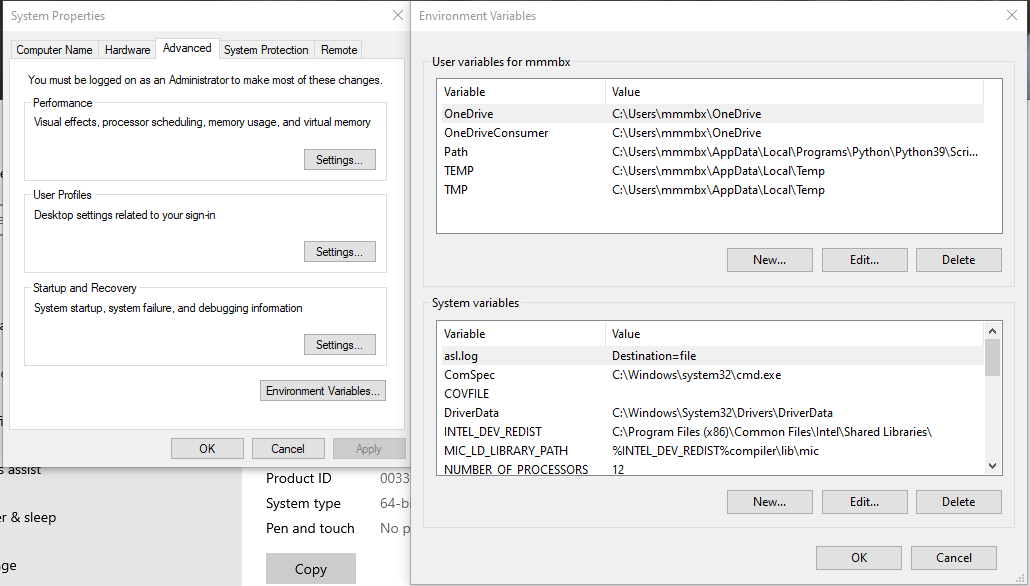 System Properties
Computer Name Hardware Advanced System Protection Remote
You must be logged on as an Administrator to make most of these changes.
Performance
Visual effects, processor scheduling, memory usage, and virtual memory
Settings...
User Profiles
Desktop settings related to your sign-in
Settings...
Startup and Recovery
System startup, system failure, and debugging information
Settings...
Environment Variables...
OK Cancel Apply
s assist
r & sleep
ge
Product ID 0033
System type 64-bi
Pen and touch No p
Copy
Environment Variables
User variables for mmmbx
Variable Value
OneDrive C:\Users\mmmbx\OneDrive
OneDriveConsumer C:\Users\mmmbx\OneDrive
Path C:\Users\mmmbx\AppData\Local\Programs\Python\Python39\Scri...
TEMP C:\Users\mmmbx\AppData\Local\Temp
TMP C:\Users\mmmbx\AppData\Local\Temp
New... Edit... Delete
System variables
Variable Value
asl.log Destination=file
ComSpec C:\Windows\system32\cmd.exe
COVFILE
DriverData C:\Windows\System32\Drivers\DriverData
INTEL_DEV_REDIST C:\Program Files (x86)\Common Files\Intel\Shared Libraries\
MIC_LD_LIBRARY_PATH %INTEL_DEV_REDIST%compiler\lib\mic
NUMBER_OF_PROCESSORS 12
New... Edit... Delete
OK Cancel